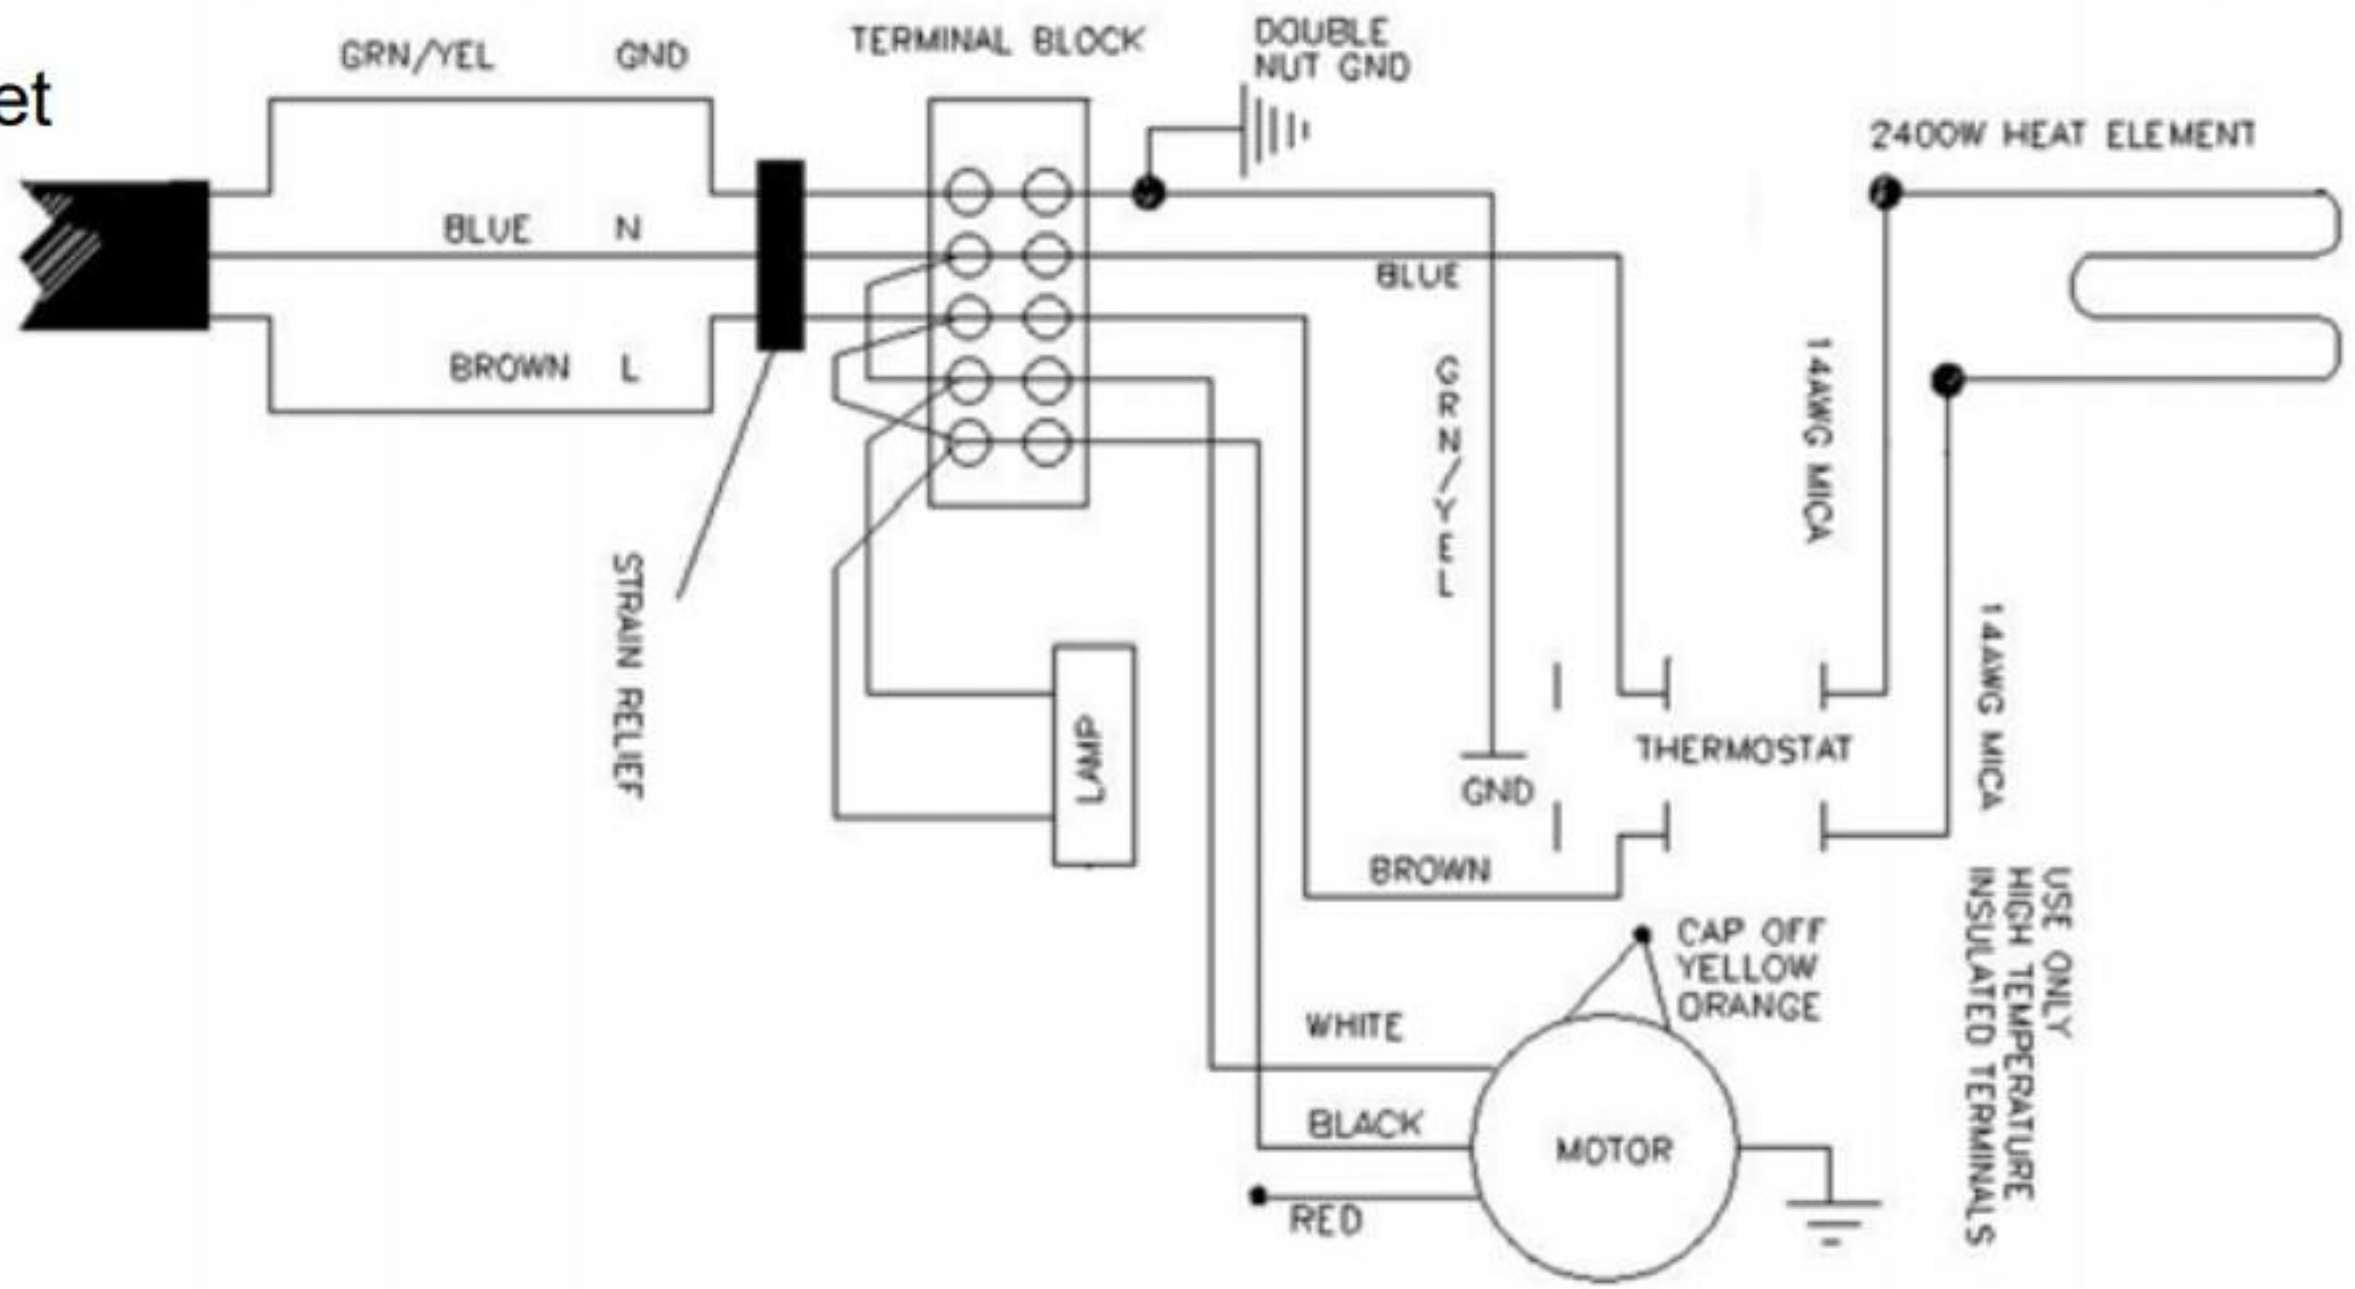 et
GRN/YEL GND
TERMINAL BLOCK
DOUBLE
NUT GND
2400W HEAT ELEMENT
BLUE N
BLUE
BROWN L
GRN/YEL
14AWG MICA
14AWG MICA
STRAIN RELIEF
LAMP
THERMOSTAT
GND
BROWN
USE ONLY
HIGH TEMPERATURE
INSULATED TERMINALS
CAP OFF
YELLOW
ORANGE
WHITE
BLACK
MOTOR
RED